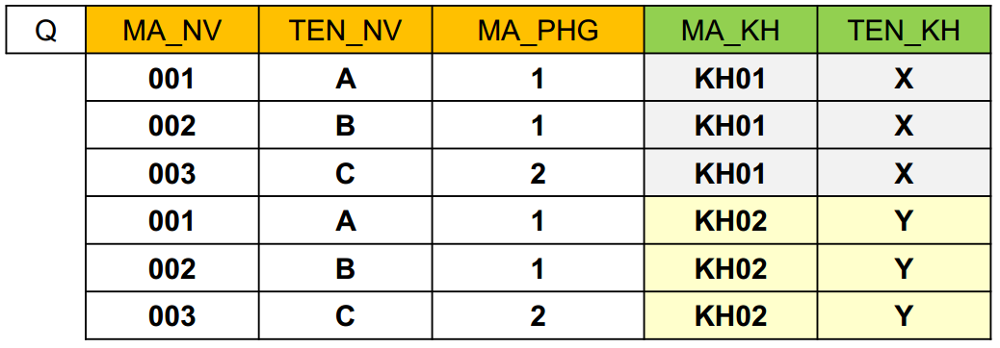 Q MA_NV TEN_NV MA_PHG MA_KH TEN_KH
001 A 1 KH01 X
002 B 1 KH01 X
003 C 2 KH01 X
001 A 1 KH02 Y
002 B 1 KH02 Y
003 C 2 KH02 Y